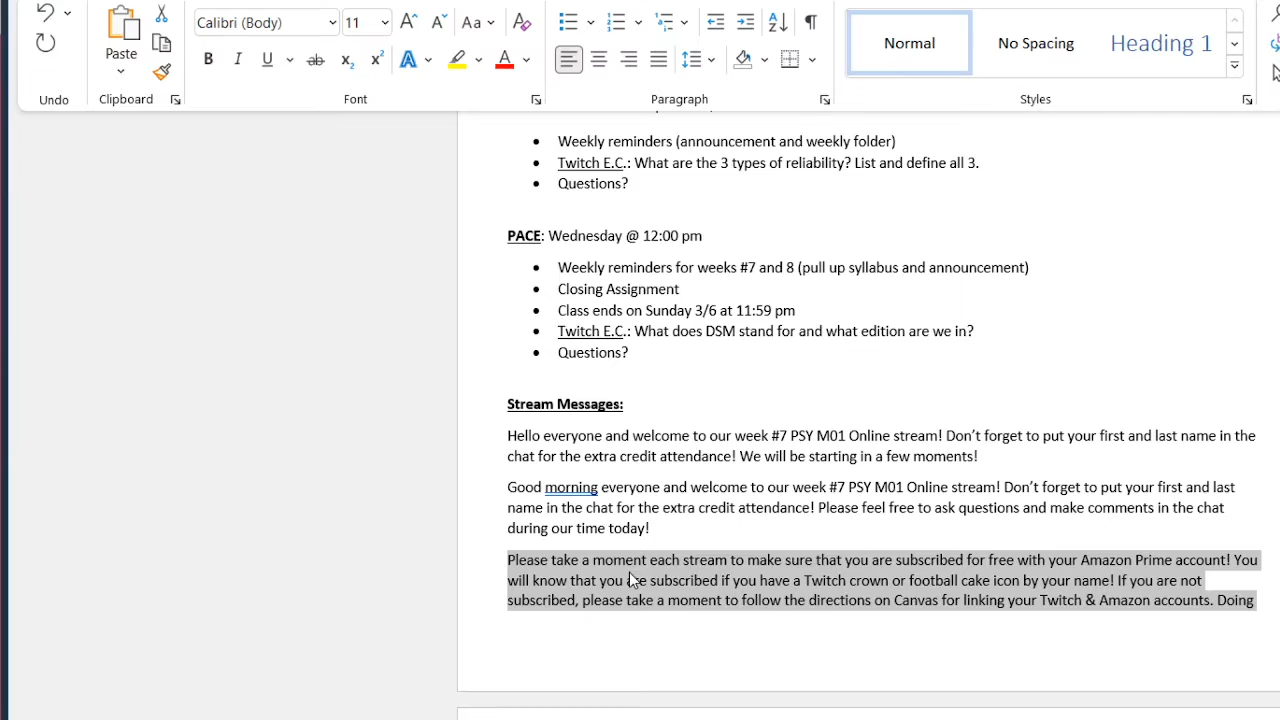 Calibri (Body)
11
Aa
Paste
B I U ab x2 x2 A A
Normal
No Spacing
Heading 1
Undo
Clipboard
Font
Paragraph
Styles
• Weekly reminders (announcement and weekly folder)
• Twitch E.C.: What are the 3 types of reliability? List and define all 3.
• Questions?
PACE: Wednesday @ 12:00 pm
• Weekly reminders for weeks #7 and 8 (pull up syllabus and announcement)
• Closing Assignment
• Class ends on Sunday 3/6 at 11:59 pm
• Twitch E.C.: What does DSM stand for and what edition are we in?
• Questions?
Stream Messages:
Hello everyone and welcome to our week #7 PSY M01 Online stream! Don’t forget to put your first and last name in the
chat for the extra credit attendance! We will be starting in a few moments!
Good morning everyone and welcome to our week #7 PSY M01 Online stream! Don’t forget to put your first and last
name in the chat for the extra credit attendance! Please feel free to ask questions and make comments in the chat
during our time today!
Please take a moment each stream to make sure that you are subscribed for free with your Amazon Prime account! You
will know that you are subscribed if you have a Twitch crown or football cake icon by your name! If you are not
subscribed, please take a moment to follow the directions on Canvas for linking your Twitch & Amazon accounts. Doing